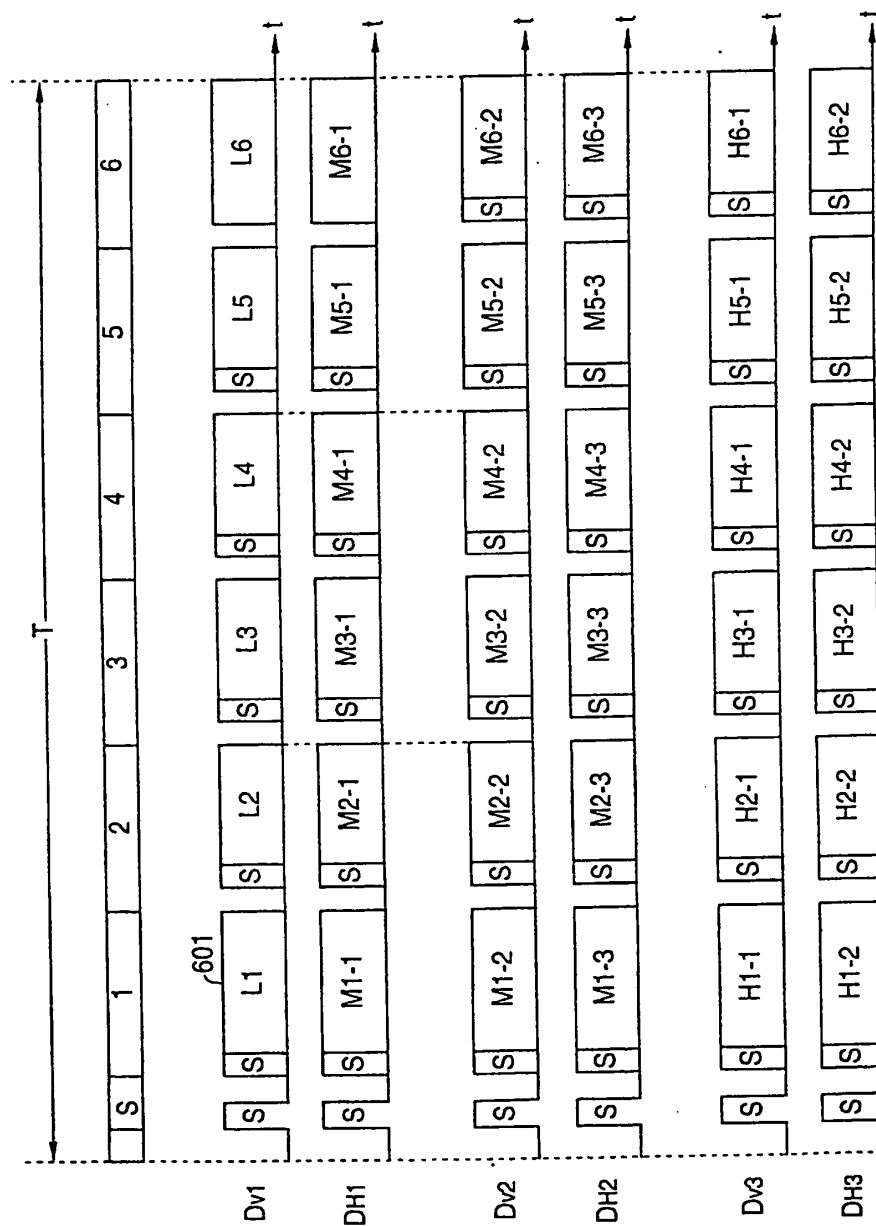 T
S 1 2 3 4 5 6
601
Dv1 S S L1 S L2 S L3 S L4 S L5 L6 t
DH1 S S M1-1 S M2-1 S M3-1 S M4-1 S M5-1 M6-1 t
Dv2 S S M1-2 S M2-2 S M3-2 S M4-2 S M5-2 S M6-2 t
DH2 S S M1-3 S M2-3 S M3-3 S M4-3 S M5-3 S M6-3 t
Dv3 S S H1-1 S H2-1 S H3-1 S H4-1 S H5-1 S H6-1 t
DH3 S S H1-2 S H2-2 S H3-2 S H4-2 S H5-2 S H6-2 t